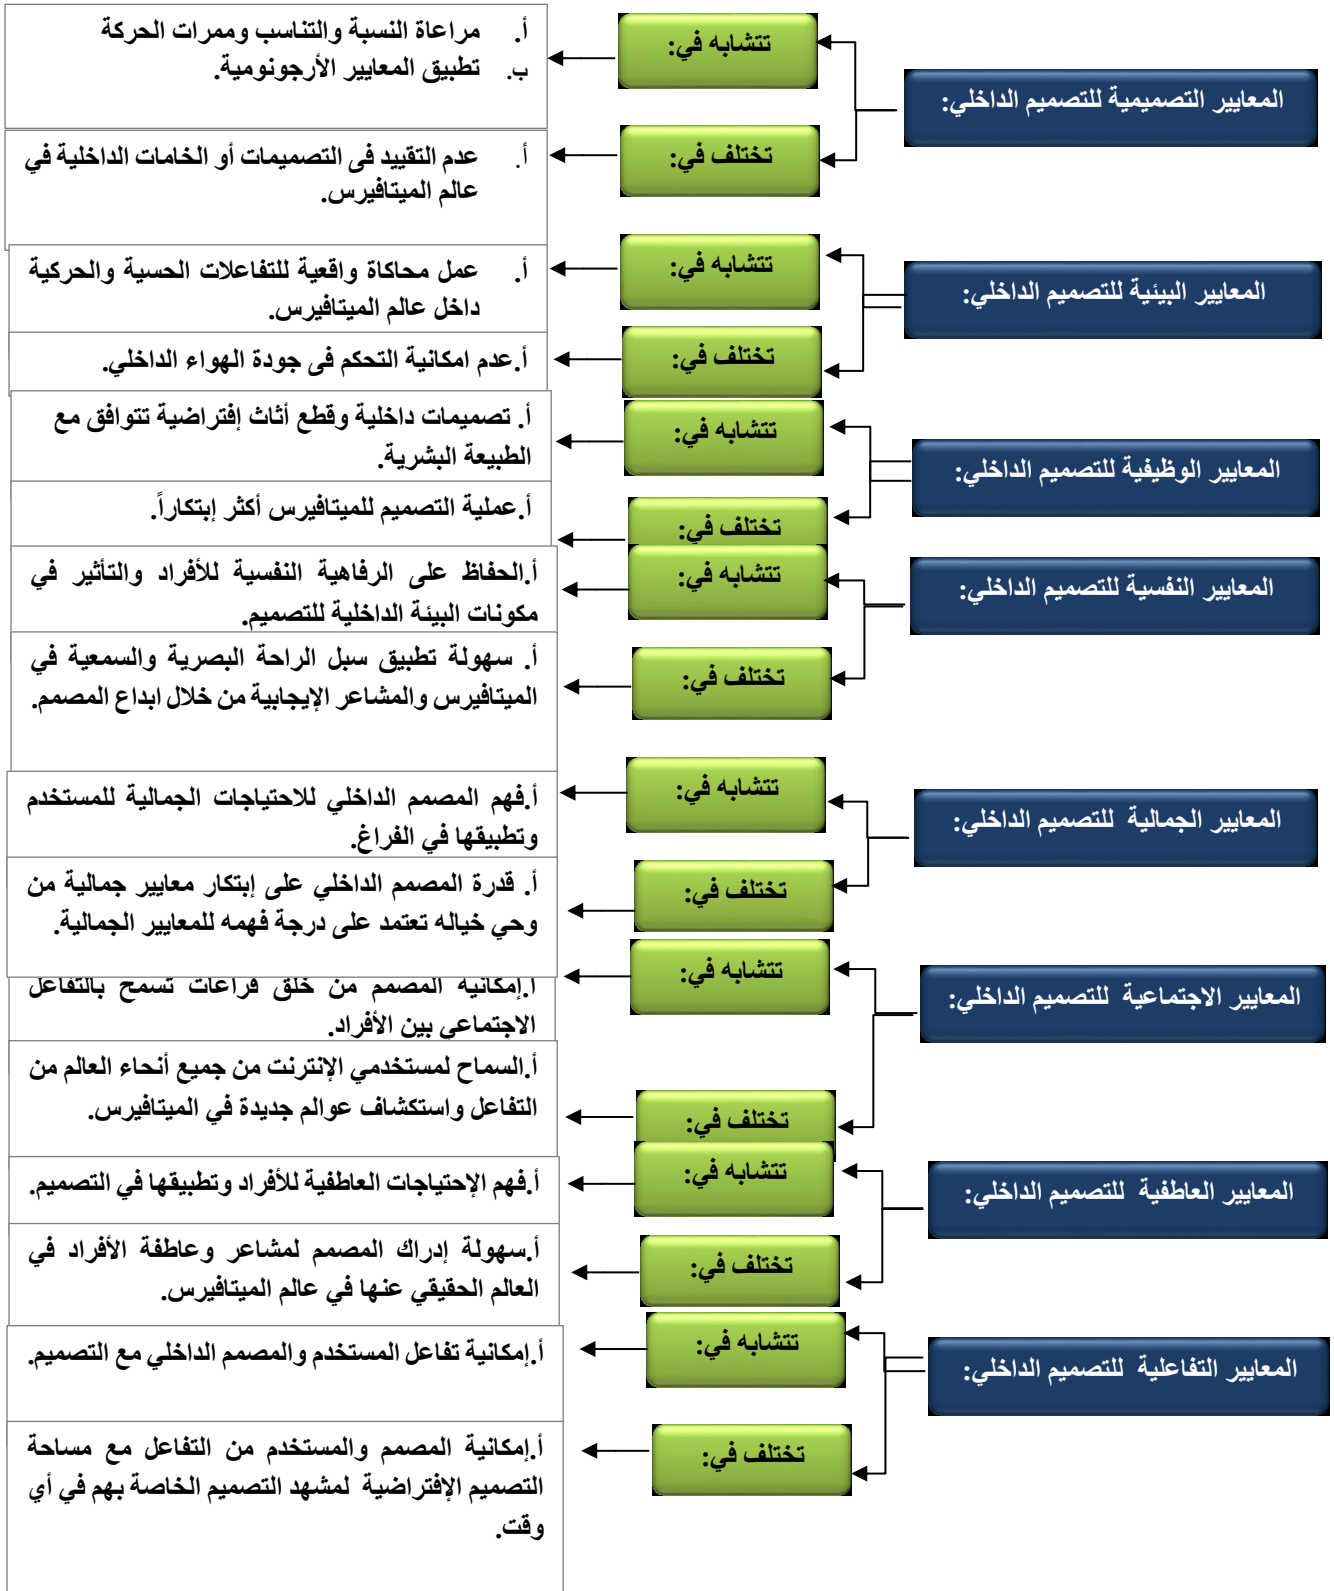 المعايير التصميمية للتصميم الداخلي:
تتشابه في:
أ. مراعاة النسبة والتناسب وممرات الحركة
ب. تطبيق المعايير الأرجونومية.
تختلف في:
أ. عدم التقييد فى التصميمات أو الخامات الداخلية في
عالم الميتافيرس.
المعايير البيئية للتصميم الداخلي:
تتشابه في:
أ. عمل محاكاة واقعية للتفاعلات الحسية والحركية
داخل عالم الميتافيرس.
تختلف في:
أ.عدم امكانية التحكم فى جودة الهواء الداخلي.
المعايير الوظيفية للتصميم الداخلي:
تتشابه في:
أ. تصميمات داخلية وقطع أثاث إفتراضية تتوافق مع
الطبيعة البشرية.
تختلف في:
أ.عملية التصميم للميتافيرس أكثر إبتكاراً.
المعايير النفسية للتصميم الداخلي:
تتشابه في:
أ.الحفاظ على الرفاهية النفسية للأفراد والتأثير في
مكونات البيئة الداخلية للتصميم.
تختلف في:
أ. سهولة تطبيق سبل الراحة البصرية والسمعية في
الميتافيرس والمشاعر الإيجابية من خلال ابداع المصمم.
المعايير الجمالية للتصميم الداخلي:
تتشابه في:
أ.فهم المصمم الداخلي للاحتياجات الجمالية للمستخدم
وتطبيقها في الفراغ.
تختلف في:
أ. قدرة المصمم الداخلي على إبتكار معايير جمالية من
وحي خياله تعتمد على درجة فهمه للمعايير الجمالية.
المعايير الاجتماعية للتصميم الداخلي:
تتشابه في:
أ.إمكانية المصمم من خلق فراغات تسمح بالتفاعل
الاجتماعي بين الأفراد.
تختلف في:
أ.السماح لمستخدمي الإنترنت من جميع أنحاء العالم من
التفاعل واستكشاف عوالم جديدة في الميتافيرس.
المعايير العاطفية للتصميم الداخلي:
تتشابه في:
أ.فهم الإحتياجات العاطفية للأفراد وتطبيقها في التصميم.
تختلف في:
أ.سهولة إدراك المصمم لمشاعر وعاطفة الأفراد في
العالم الحقيقي عنها في عالم الميتافيرس.
المعايير التفاعلية للتصميم الداخلي:
تتشابه في:
أ.إمكانية تفاعل المستخدم والمصمم الداخلي مع التصميم.
تختلف في:
أ.إمكانية المصمم والمستخدم من التفاعل مع مساحة
التصميم الإفتراضية لمشهد التصميم الخاصة بهم في أي
وقت.